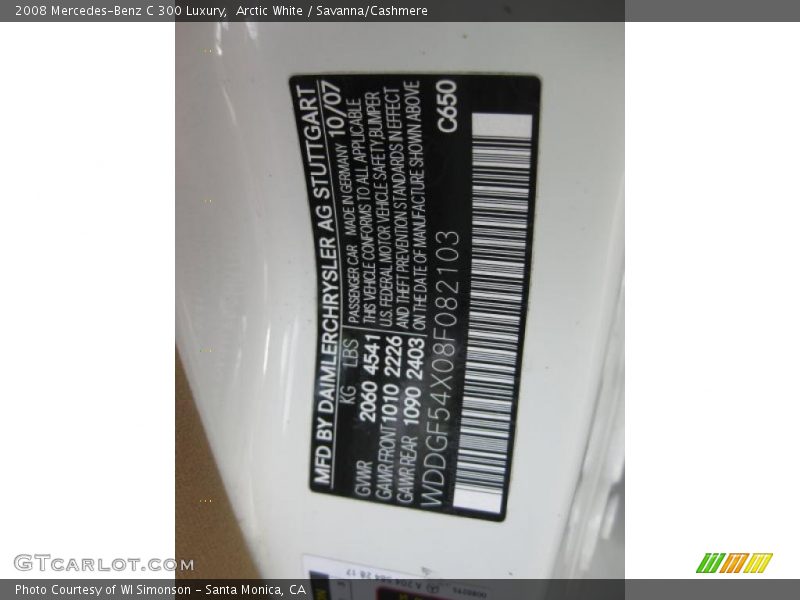 2008 Mercedes-Benz C 300 Luxury,  Arctic White / Savanna/Cashmere
MFD BY DAIMLERCHRYSLER AG STUTTGART
KG LBS PASSENGER CAR MADE IN GERMANY 10/07
GVWR 2060 4541 THIS VEHICLE CONFORMS TO ALL APPLICABLE
GAWR FRONT 1010 2226 U.S. FEDERAL MOTOR VEHICLE SAFETY,BUMPER
GAWR REAR 1090 2403 AND THEFT PREVENTION STANDARDS IN EFFECT
ON THE DATE OF MANUFACTURE SHOWN ABOVE
WDDGF54X08F082103 C650
GTCARLOT.COM
Photo Courtesy of WI Simonson - Santa Monica, CA